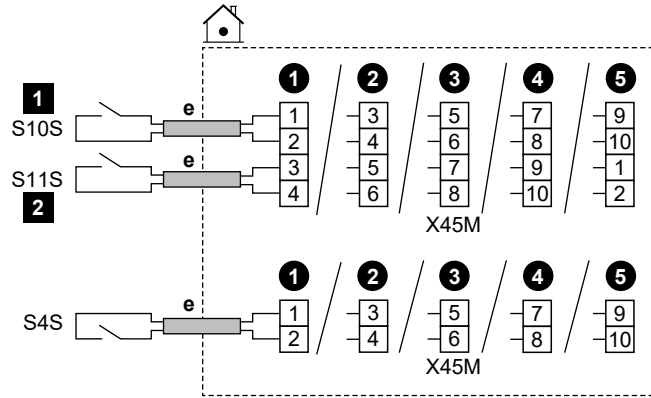 1 2 3 4 5
1
S10S
e
1 3 5 7 9
2 4 6 8 10
S11S
e
3 5 7 9 1
4 6 8 10 2
2
X45M
1 2 3 4 5
S4S
e
1 3 5 7 9
2 4 6 8 10
X45M